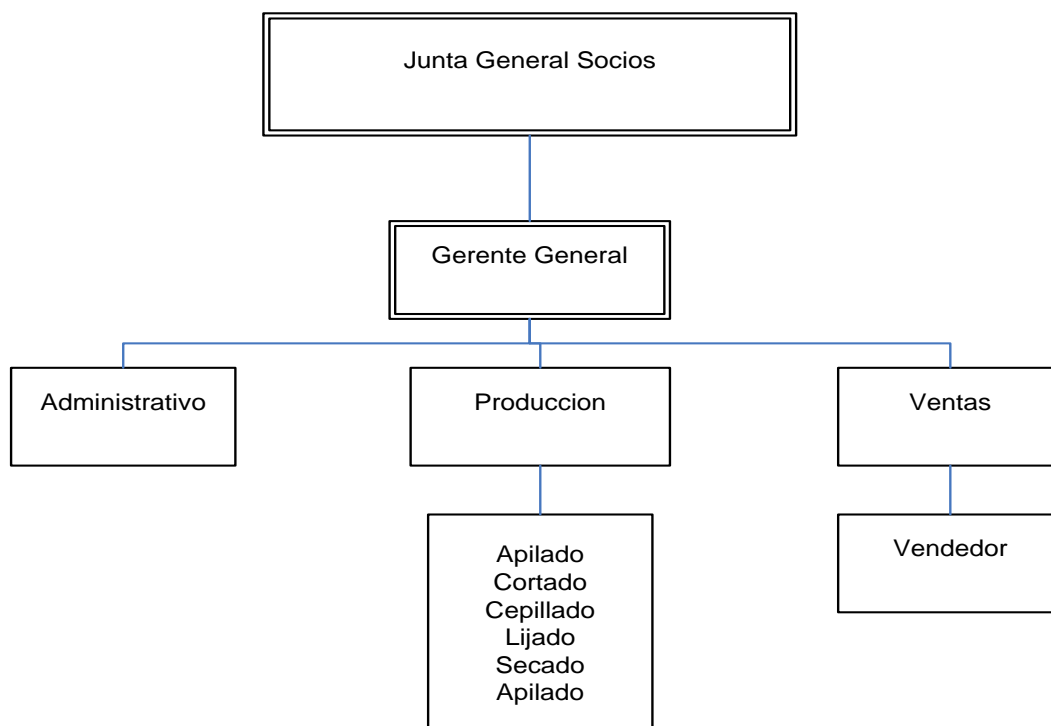 Junta General Socios
Gerente General
Administrativo
Produccion
Ventas
Apilado
Cortado
Cepillado
Lijado
Secado
Apilado
Vendedor